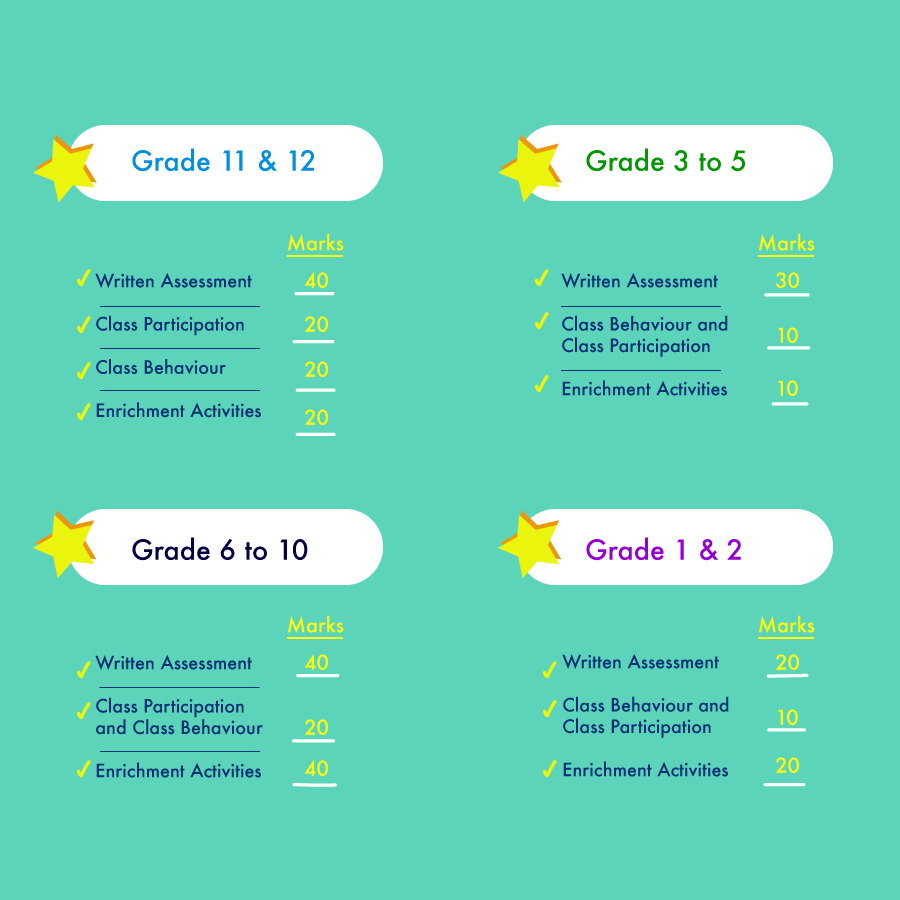 Grade 11 & 12
Marks
Written Assessment 40
Class Participation 20
Class Behaviour 20
Enrichment Activities 20
Grade 3 to 5
Marks
Written Assessment 30
Class Behaviour and
Class Participation 10
Enrichment Activities 10
Grade 6 to 10
Marks
Written Assessment 40
Class Participation
and Class Behaviour 20
Enrichment Activities 40
Grade 1 & 2
Marks
Written Assessment 20
Class Behaviour and
Class Participation 10
Enrichment Activities 20